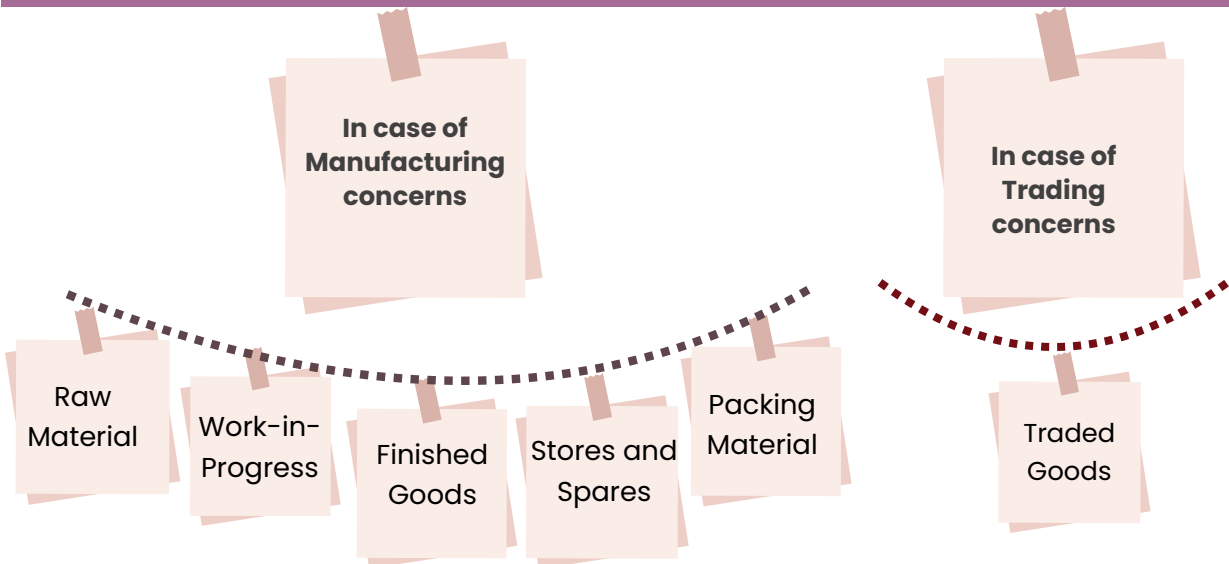 In case of
Manufacturing
concerns
In case of
Trading
concerns
Raw
Material
Work-in-
Progress
Finished
Goods
Stores and
Spares
Packing
Material
Traded
Goods